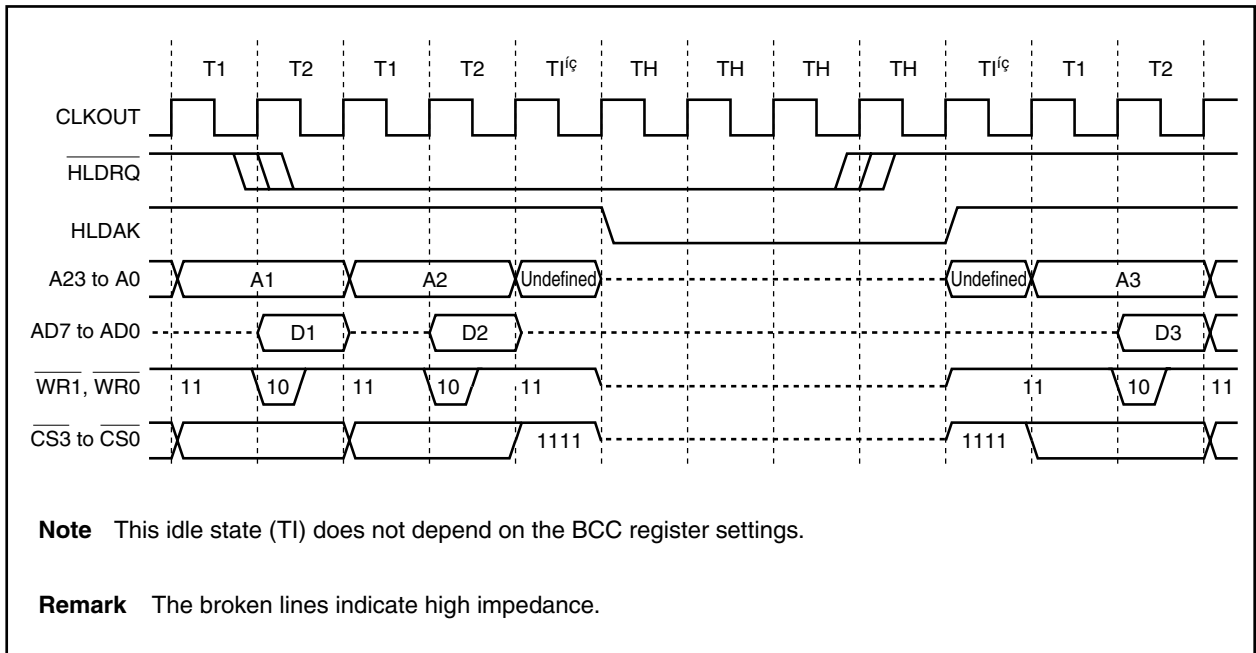 T1 T2 T1 T2 TIíç TH TH TH TH TIíç T1 T2
CLKOUT
HLDRQ
HLDAK
A23 to A0 A1 A2 Undefined Undefined A3
AD7 to AD0 D1 D2 D3
WR1, WR0 11 10 11 10 11 11 10 11
CS3 to CS0 1111 1111
Note This idle state (TI) does not depend on the BCC register settings.
Remark The broken lines indicate high impedance.